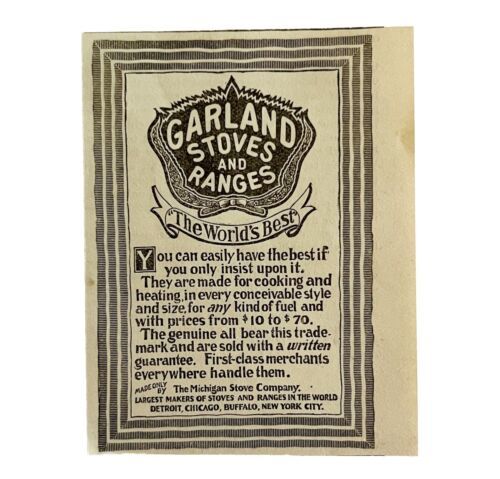 GARLAND
STOVES
AND
RANGES
"The World's Best"
You can easily have the best if
you only insist upon it.
They are made for cooking and
heating, in every conceivable style
and size, for any kind of fuel and
with prices from $10 to $70.
The genuine all bear this trade-
mark and are sold with a written
guarantee. First-class merchants
everywhere handle them.
MADE ONLY
BY The Michigan Stove Company.
LARGEST MAKERS OF STOVES AND RANGES IN THE WORLD
DETROIT, CHICAGO, BUFFALO, NEW YORK CITY.